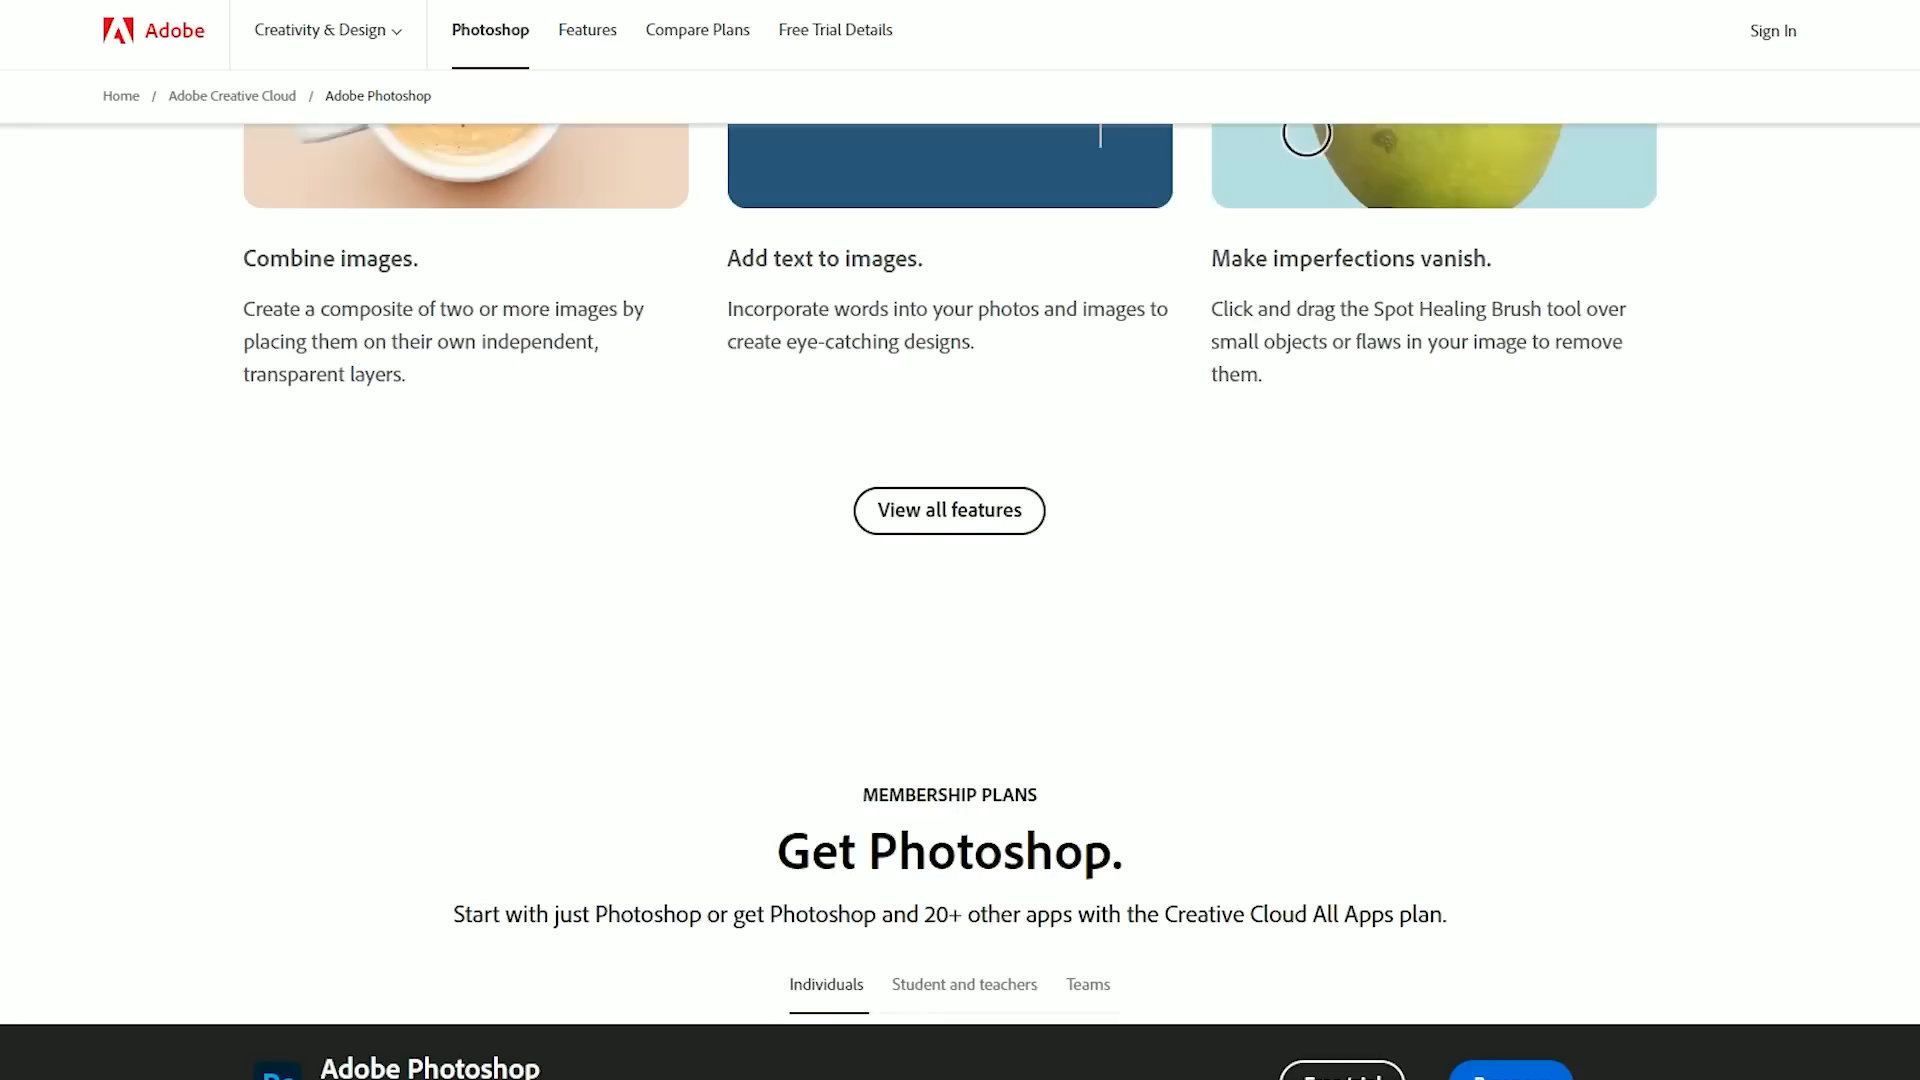 Adobe
Creativity & Design
Photoshop
Features
Compare Plans
Free Trial Details
Sign In
Home / Adobe Creative Cloud / Adobe Photoshop
Combine images.
Create a composite of two or more images by
placing them on their own independent,
transparent layers.
Add text to images.
Incorporate words into your photos and images to
create eye-catching designs.
Make imperfections vanish.
Click and drag the Spot Healing Brush tool over
small objects or flaws in your image to remove
them.
View all features
MEMBERSHIP PLANS
Get Photoshop.
Start with just Photoshop or get Photoshop and 20+ other apps with the Creative Cloud All Apps plan.
Individuals
Student and teachers
Teams
Adobe Photoshop